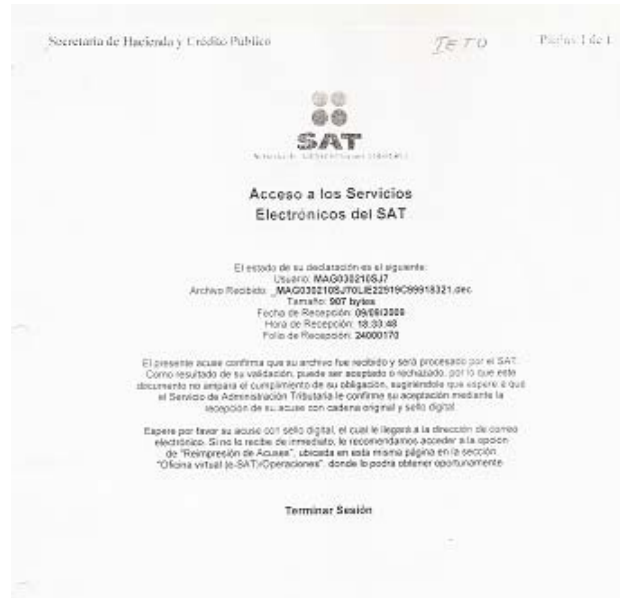 Secretaría de Hacienda y Crédito Público
IETO
Página 1 de 1
SAT
Acceso a los Servicios
Electrónicos del SAT
El estado de su declaración es el siguiente:
Usuario: MAG030210SJ7
Archivo Recibido: _MAG030210SJ70LIE22919C99918321.dec
Tamaño: 907 bytes
Fecha de Recepción: 09/09/2009
Hora de Recepción: 18:33:48
Folio de Recepción: 24000170
El presente acuse confirma que su archivo fue recibido y será procesado por el SAT.
Como resultado de su validación, puede ser aceptado o rechazado, por lo que este
documento no ampara el cumplimiento de su obligación, sugiriéndole que espere a que
el Servicio de Administración Tributaria le confirme su aceptación mediante la
recepción de su acuse con cadena original y sello digital.
Espere por favor su acuse con sello digital, el cual le llegará a la dirección de correo
electrónico. Si no lo recibe de inmediato, le recomendamos acceder a la opción
de "Reimpresión de Acuses", ubicada en esta misma página en la sección
"Oficina virtual (e-SAT)/Operaciones", donde lo podrá obtener oportunamente
Terminar Sesión